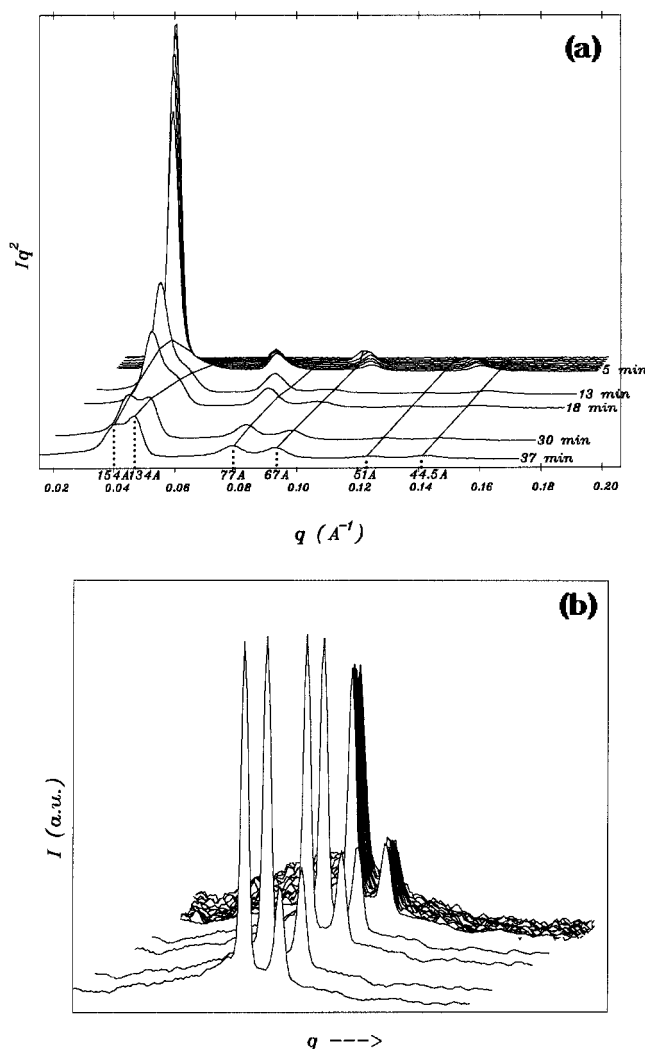 (a)
Iq²
5 min
13 min
18 min
30 min
37 min
154A 134A 77A 67A 51A 44.5A
0.02 0.04 0.06 0.08 0.10 0.12 0.14 0.16 0.18 0.20
q (A⁻¹)
(b)
I (a.u.)
q --->